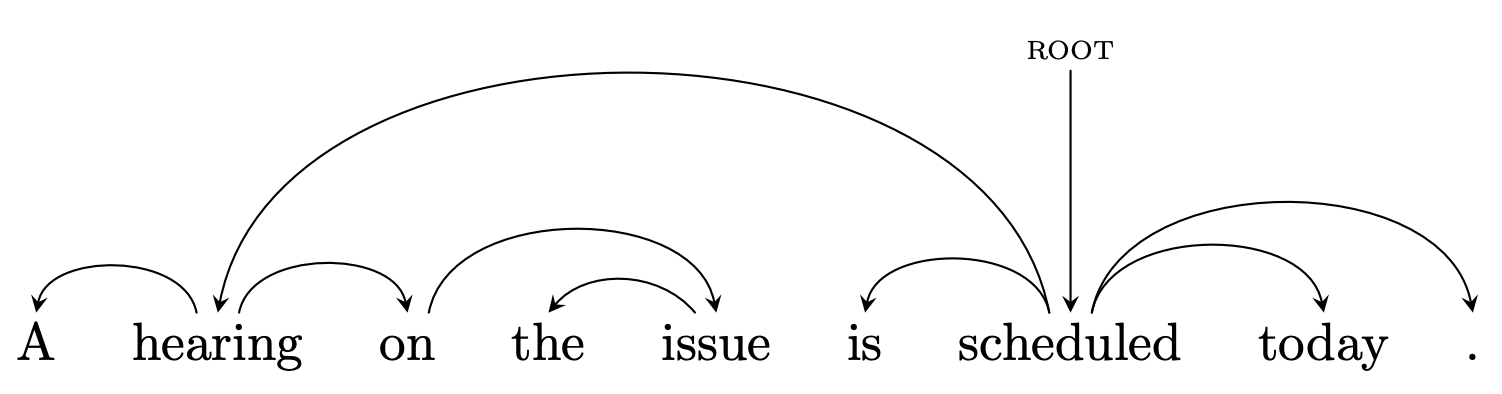 ROOT
A hearing on the issue is scheduled today .